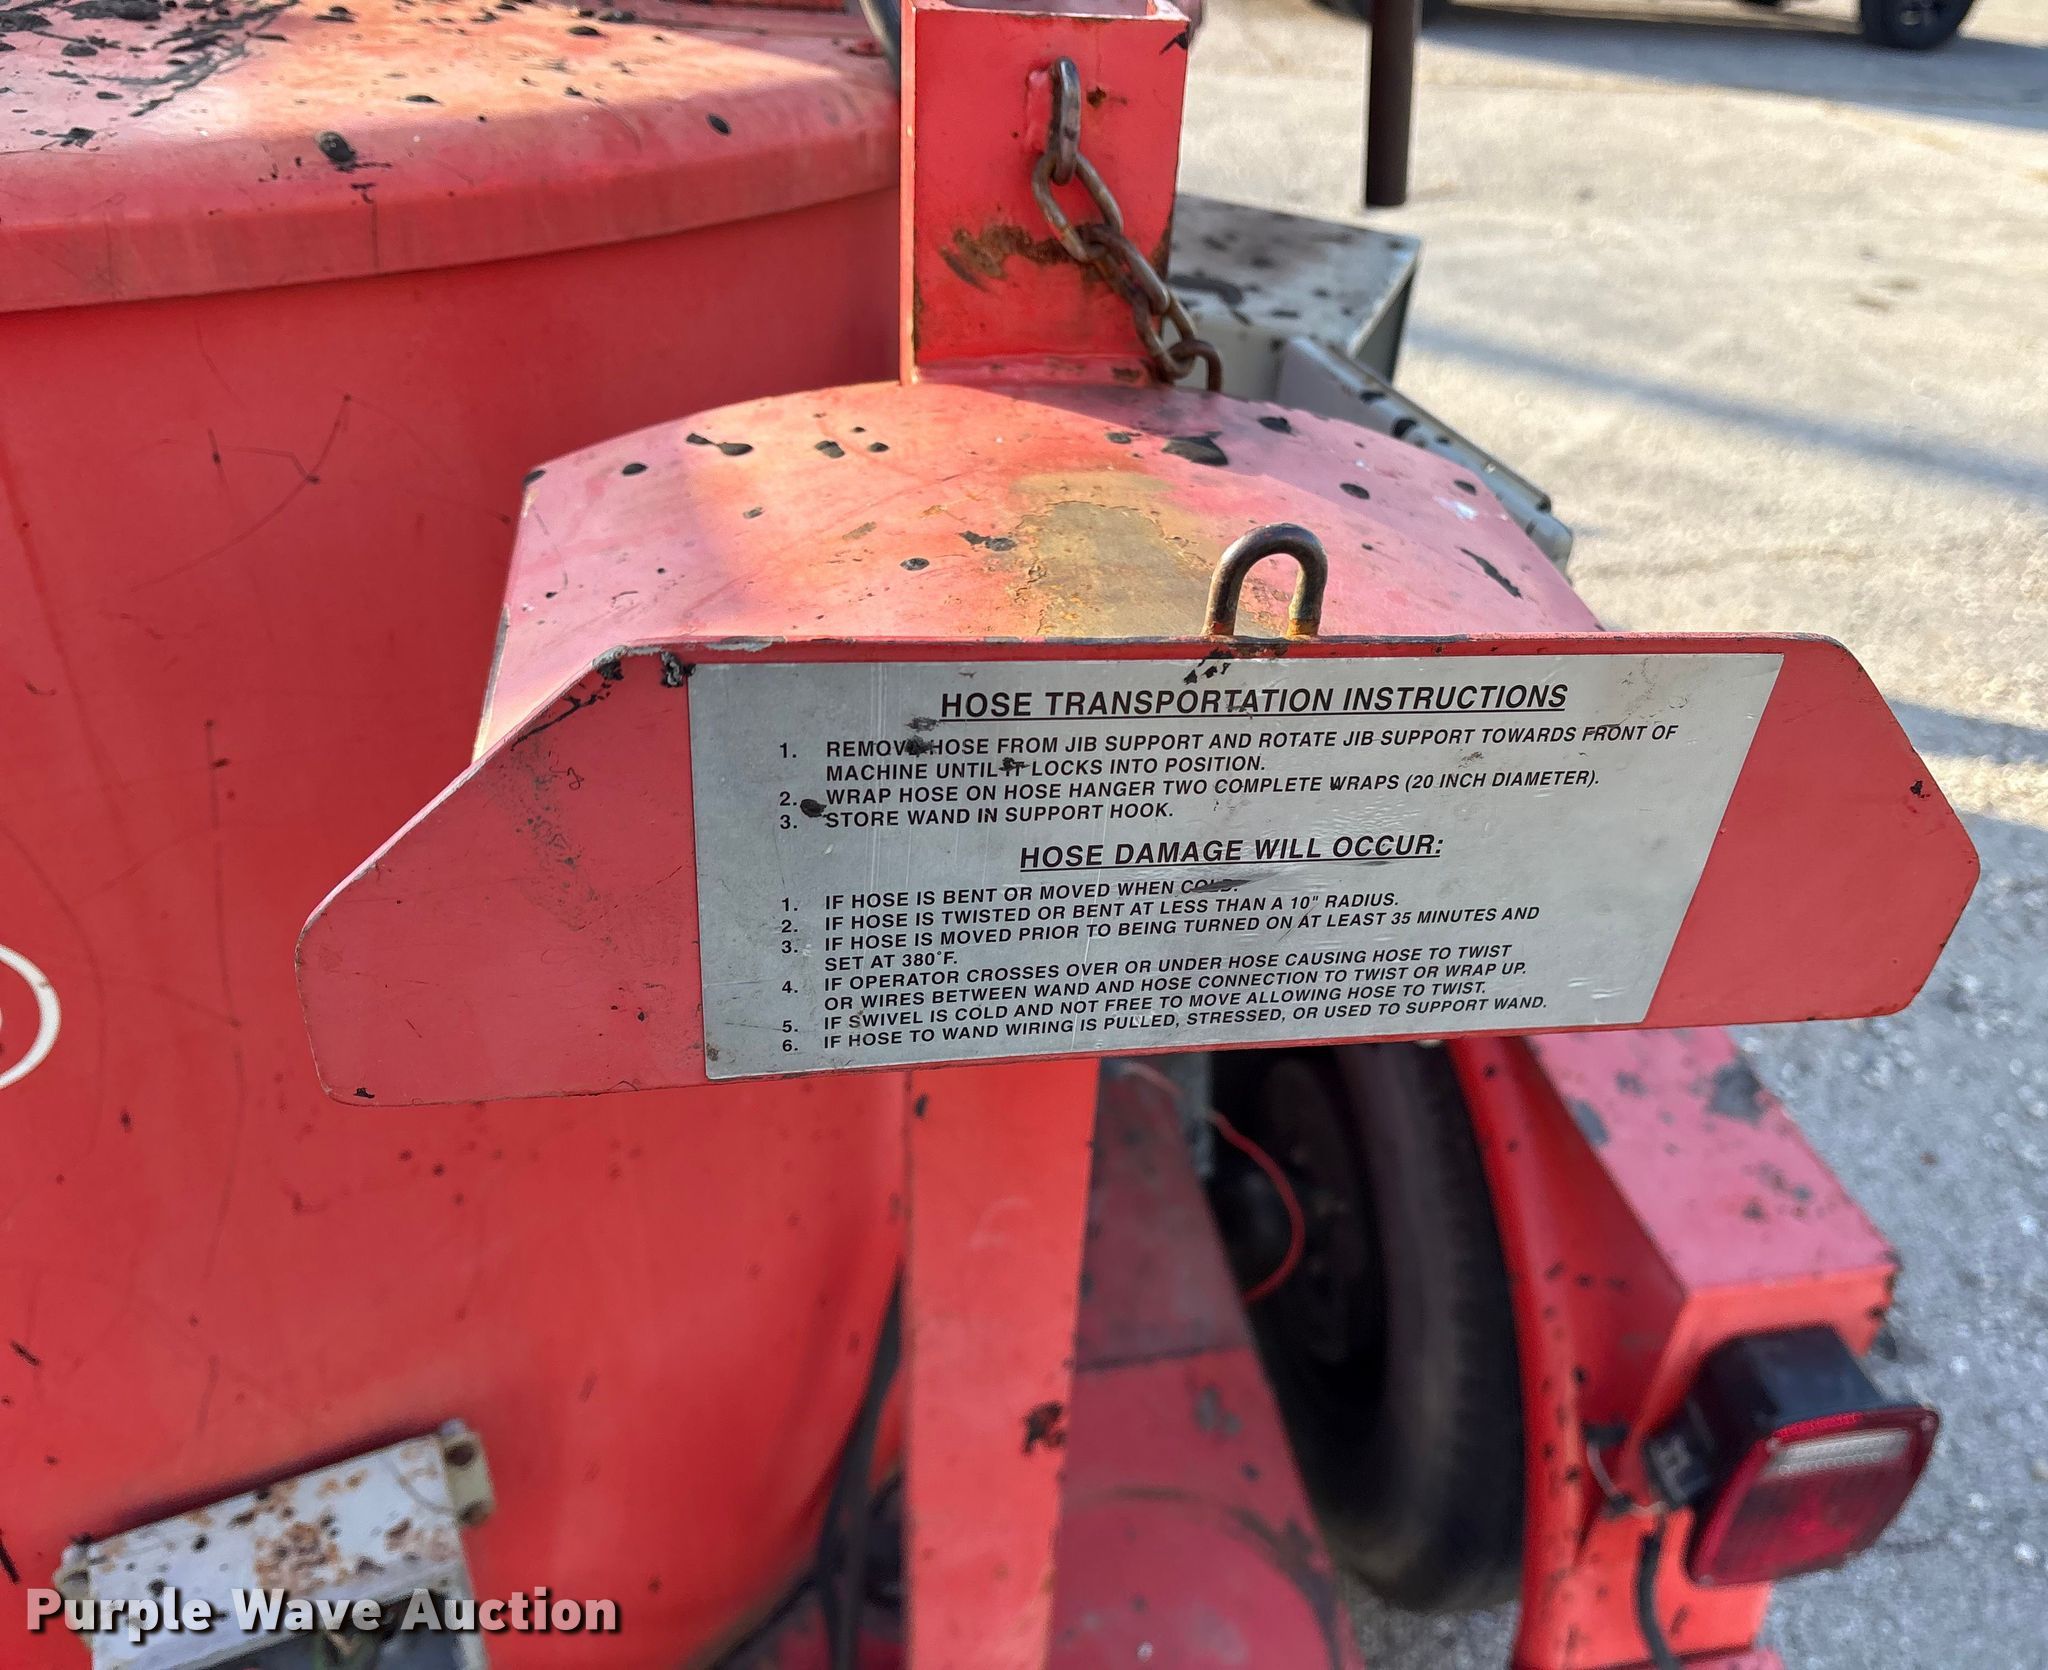 HOSE TRANSPORTATION INSTRUCTIONS
1. REMOVE HOSE FROM JIB SUPPORT AND ROTATE JIB SUPPORT TOWARDS FRONT OF
MACHINE UNTIL IT LOCKS INTO POSITION.
2. WRAP HOSE ON HOSE HANGER TWO COMPLETE WRAPS (20 INCH DIAMETER).
3. STORE WAND IN SUPPORT HOOK.
HOSE DAMAGE WILL OCCUR:
1. IF HOSE IS BENT OR MOVED WHEN COLD.
2. IF HOSE IS TWISTED OR BENT AT LESS THAN A 10" RADIUS.
3. IF HOSE IS MOVED PRIOR TO BEING TURNED ON AT LEAST 35 MINUTES AND
SET AT 380°F.
4. IF OPERATOR CROSSES OVER OR UNDER HOSE CAUSING HOSE TO TWIST
OR WIRES BETWEEN WAND AND HOSE CONNECTION TO TWIST OR WRAP UP.
5. IF SWIVEL IS COLD AND NOT FREE TO MOVE ALLOWING HOSE TO TWIST.
6. IF HOSE TO WAND WIRING IS PULLED, STRESSED, OR USED TO SUPPORT WAND.
Purple Wave Auction